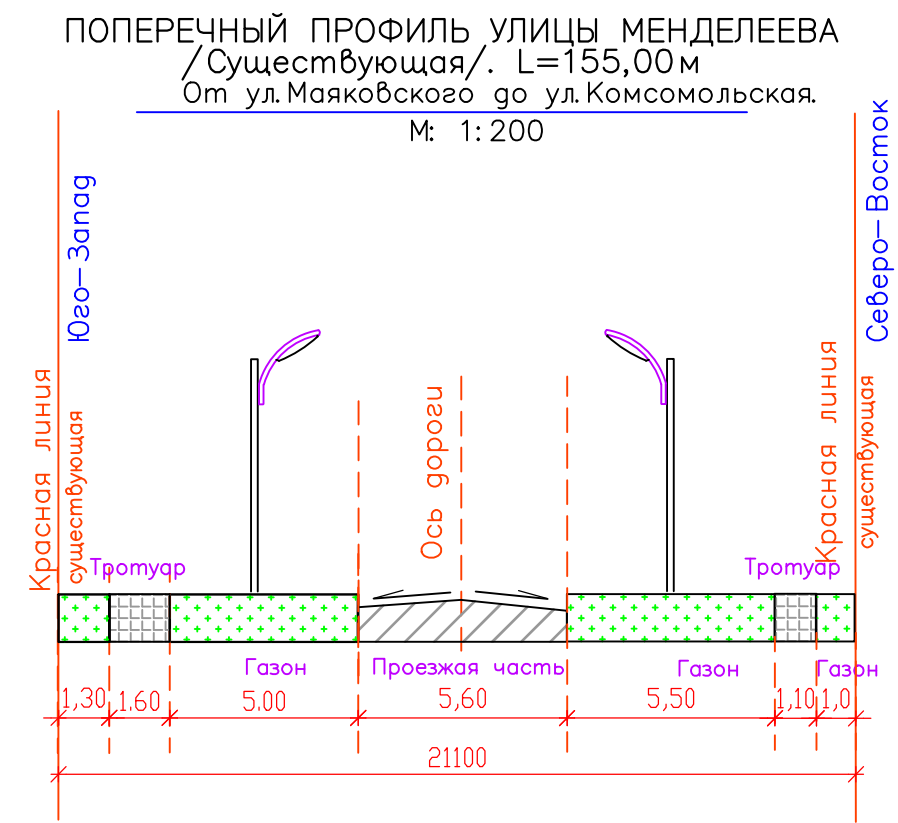 ПОПЕРЕЧНЫЙ ПРОФИЛЬ УЛИЦЫ МЕНДЕЛЕЕВА
/Существующая/. L=155,00м
От ул.Маяковского до ул.Комсомольская.
М: 1:200
Юго-Запад
Северо-Восток
Красная линия
существующая
Ось дороги
Красная линия
существующая
Тротуар
Тротуар
Газон
Проезжая часть
Газон
Газон
1,30
1.60
5.00
5,60
5,50
1,10
1,0
21100